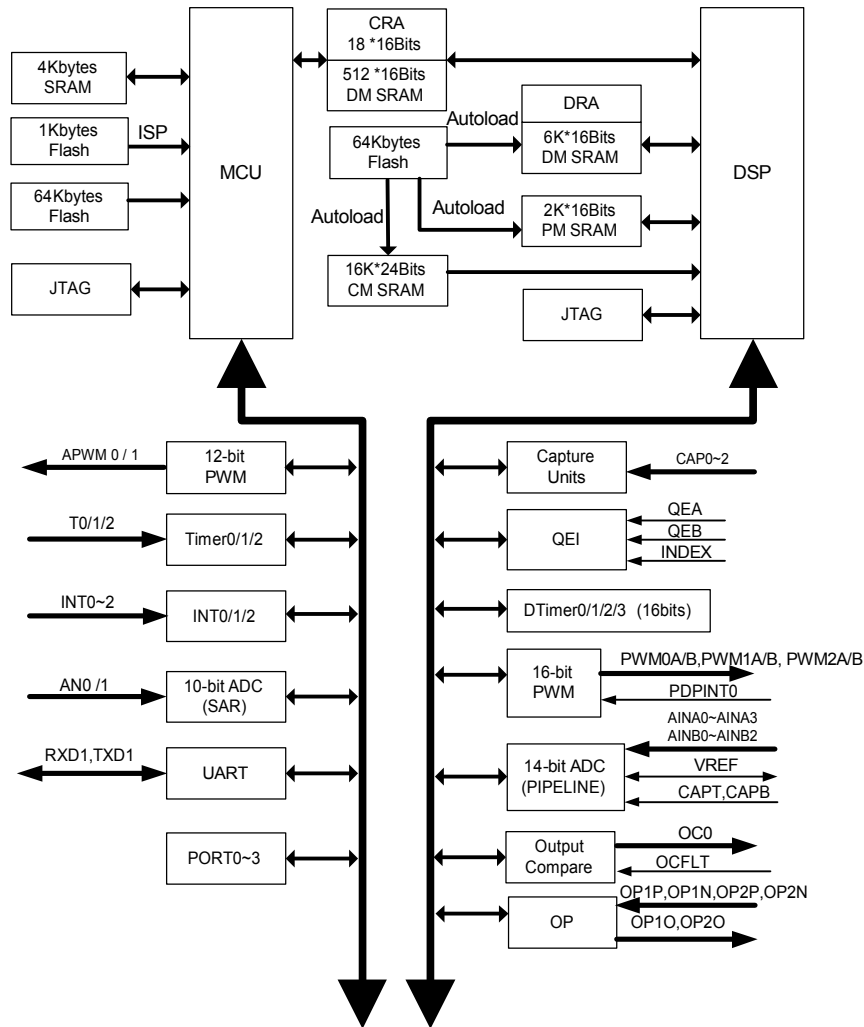 CRA
18 *16Bits
512 *16Bits
DM SRAM
4Kbytes
SRAM
1Kbytes
Flash
ISP
64Kbytes
Flash
JTAG
MCU
64Kbytes
Flash
Autoload
DRA
6K*16Bits
DM SRAM
Autoload
Autoload
2K*16Bits
PM SRAM
16K*24Bits
CM SRAM
JTAG
DSP
APWM 0 / 1
12-bit
PWM
T0/1/2
Timer0/1/2
INT0~2
INT0/1/2
AN0 /1
10-bit ADC
(SAR)
RXD1,TXD1
UART
PORT0~3
Capture
Units
CAP0~2
QEI
QEA
QEB
INDEX
DTimer0/1/2/3 (16bits)
16-bit
PWM
PWM0A/B,PWM1A/B, PWM2A/B
PDPINT0
14-bit ADC
(PIPELINE)
AINA0~AINA3
AINB0~AINB2
VREF
CAPT,CAPB
Output
Compare
OC0
OCFLT
OP
OP1P,OP1N,OP2P,OP2N
OP1O,OP2O